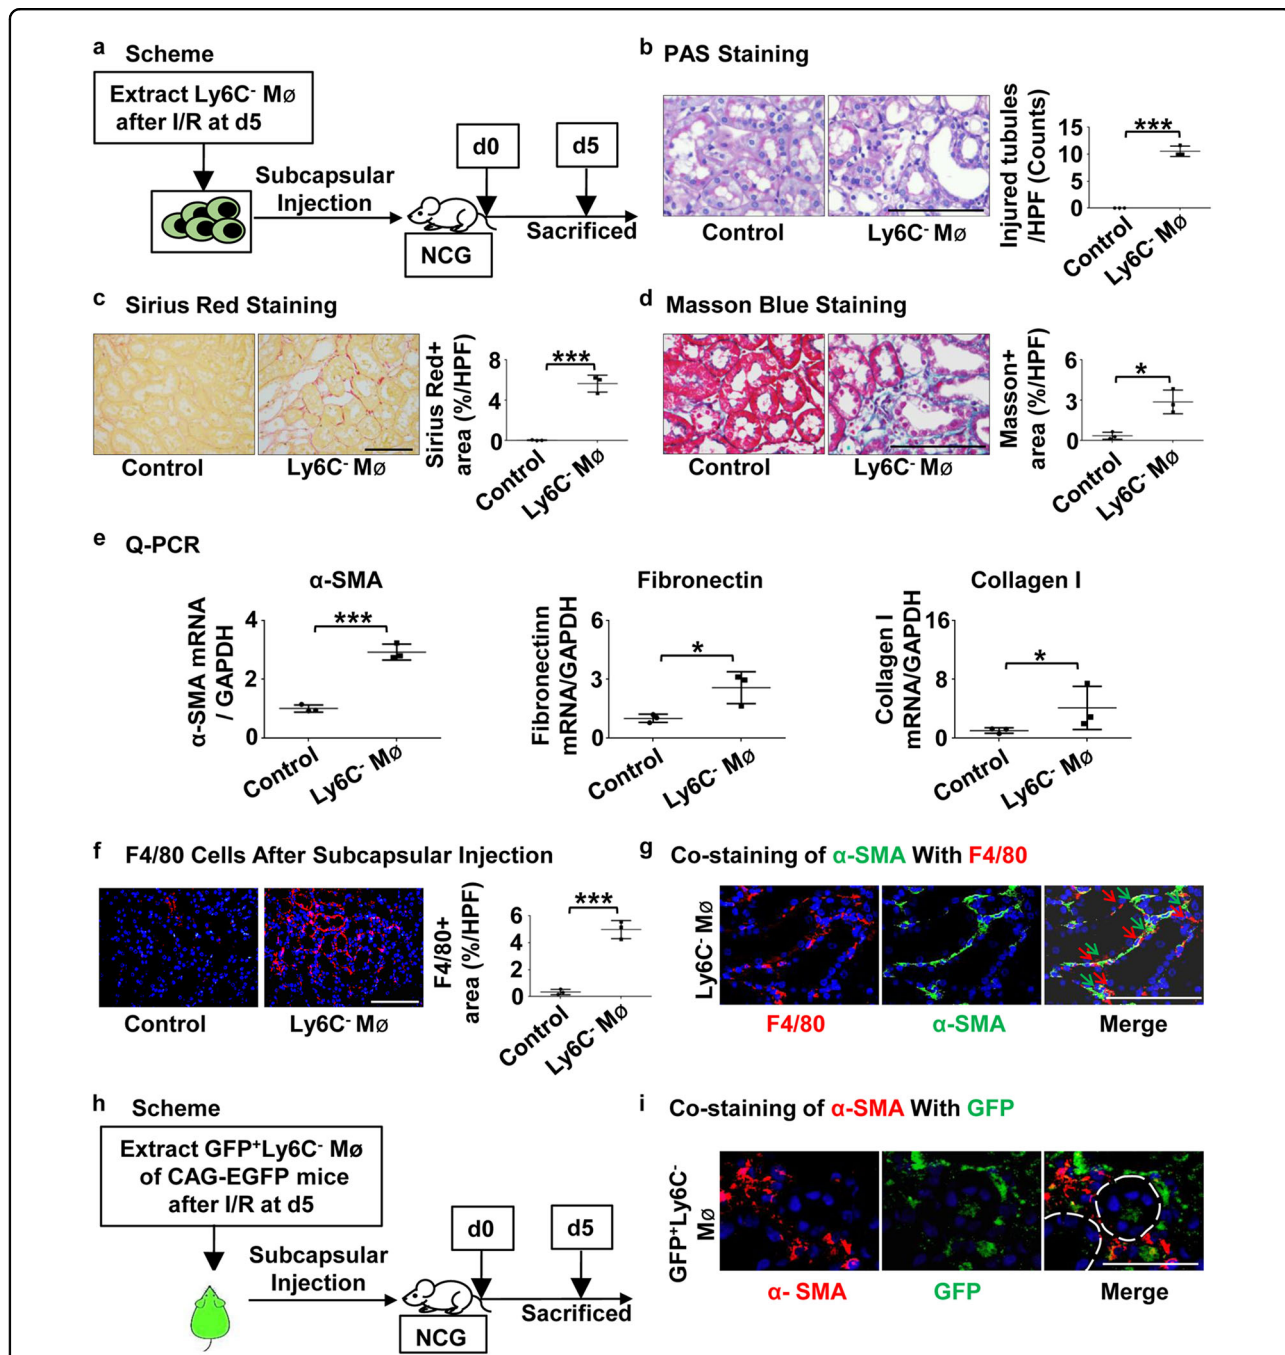 a Scheme
Extract Ly6C- MØ
after I/R at d5
Subcapsular
Injection
d0
d5
Sacrificed
NCG
b PAS Staining
Control
Ly6C- MØ
Injured tubules
/HPF (Counts)
15
10
5
0
***
Control
Ly6C- MØ
c Sirius Red Staining
Control
Ly6C- MØ
Sirius Red+
area (%/HPF)
8
4
0
***
Control
Ly6C- MØ
d Masson Blue Staining
Control
Ly6C- MØ
Masson+
area (%/HPF)
6
3
0
*
Control
Ly6C- MØ
e Q-PCR
α-SMA
α-SMA mRNA
/ GAPDH
4
2
0
***
Control
Ly6C- MØ
Fibronectin
Fibronectinn
mRNA/GAPDH
6
3
0
*
Control
Ly6C- MØ
Collagen I
Collagen I
mRNA/GAPDH
16
8
0
*
Control
Ly6C- MØ
f F4/80 Cells After Subcapsular Injection
Control
Ly6C- MØ
F4/80+
area (%/HPF)
6
4
2
0
***
Control
Ly6C- MØ
g Co-staining of α-SMA With F4/80
Ly6C- MØ
F4/80
α-SMA
Merge
h Scheme
Extract GFP+Ly6C- MØ
of CAG-EGFP mice
after I/R at d5
Subcapsular
Injection
d0
d5
Sacrificed
NCG
i Co-staining of α-SMA With GFP
GFP+Ly6C-
MØ
α- SMA
GFP
Merge